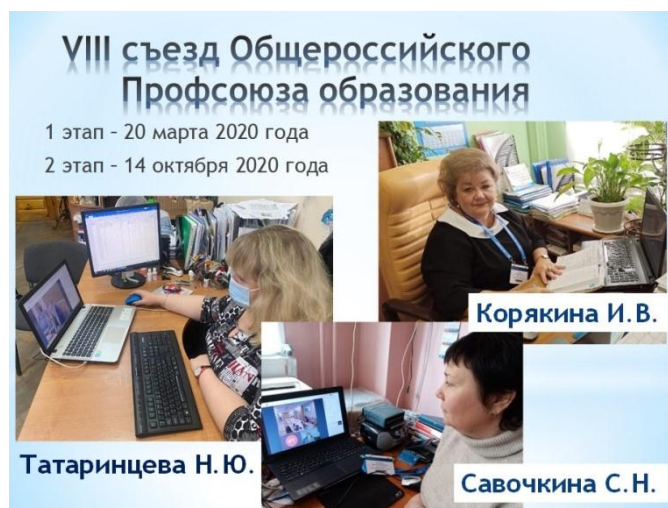 VIII съезд Общероссийского
Профсоюза образования
1 этап – 20 марта 2020 года
2 этап – 14 октября 2020 года
Корякина И.В.
Татаринцева Н.Ю.
Савочкина С.Н.